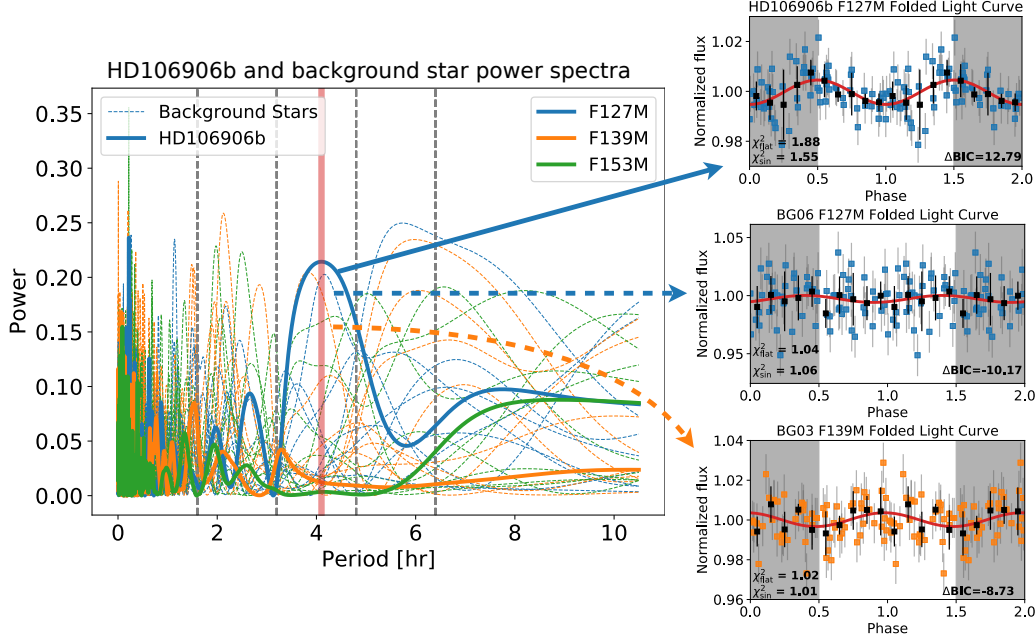 HD106906b and background star power spectra
Background Stars
HD106906b
F127M
F139M
F153M
Power
0.35
0.30
0.25
0.20
0.15
0.10
0.05
0.00
0 2 4 6 8 10
Period [hr]
HD106906b F127M Folded Light Curve
Normalized flux
1.02
1.00
0.98
χ²flat = 1.88
χ²sin = 1.55
ΔBIC=12.79
0.0 0.5 1.0 1.5 2.0
Phase
BG06 F127M Folded Light Curve
Normalized flux
1.05
1.00
0.95
χ²flat = 1.04
χ²sin = 1.06
ΔBIC=-10.17
0.0 0.5 1.0 1.5 2.0
Phase
BG03 F139M Folded Light Curve
Normalized flux
1.04
1.02
1.00
0.98
0.96
χ²flat = 1.02
χ²sin = 1.01
ΔBIC=-8.73
0.0 0.5 1.0 1.5 2.0
Phase